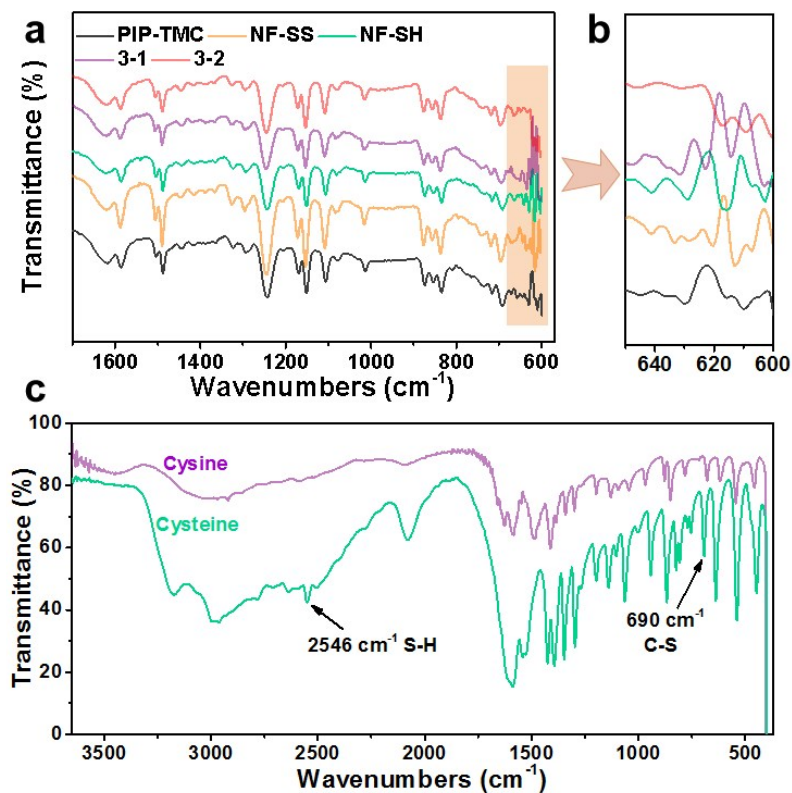 a
PIP-TMC NF-SS NF-SH
3-1 3-2
Transmittance (%)
1600 1400 1200 1000 800 600
Wavenumbers (cm⁻¹)
b
640 620 600
c
100
80
60
40
20
0
Transmittance (%)
Cysine
Cysteine
2546 cm⁻¹ S-H
690 cm⁻¹
C-S
3500 3000 2500 2000 1500 1000 500
Wavenumbers (cm⁻¹)